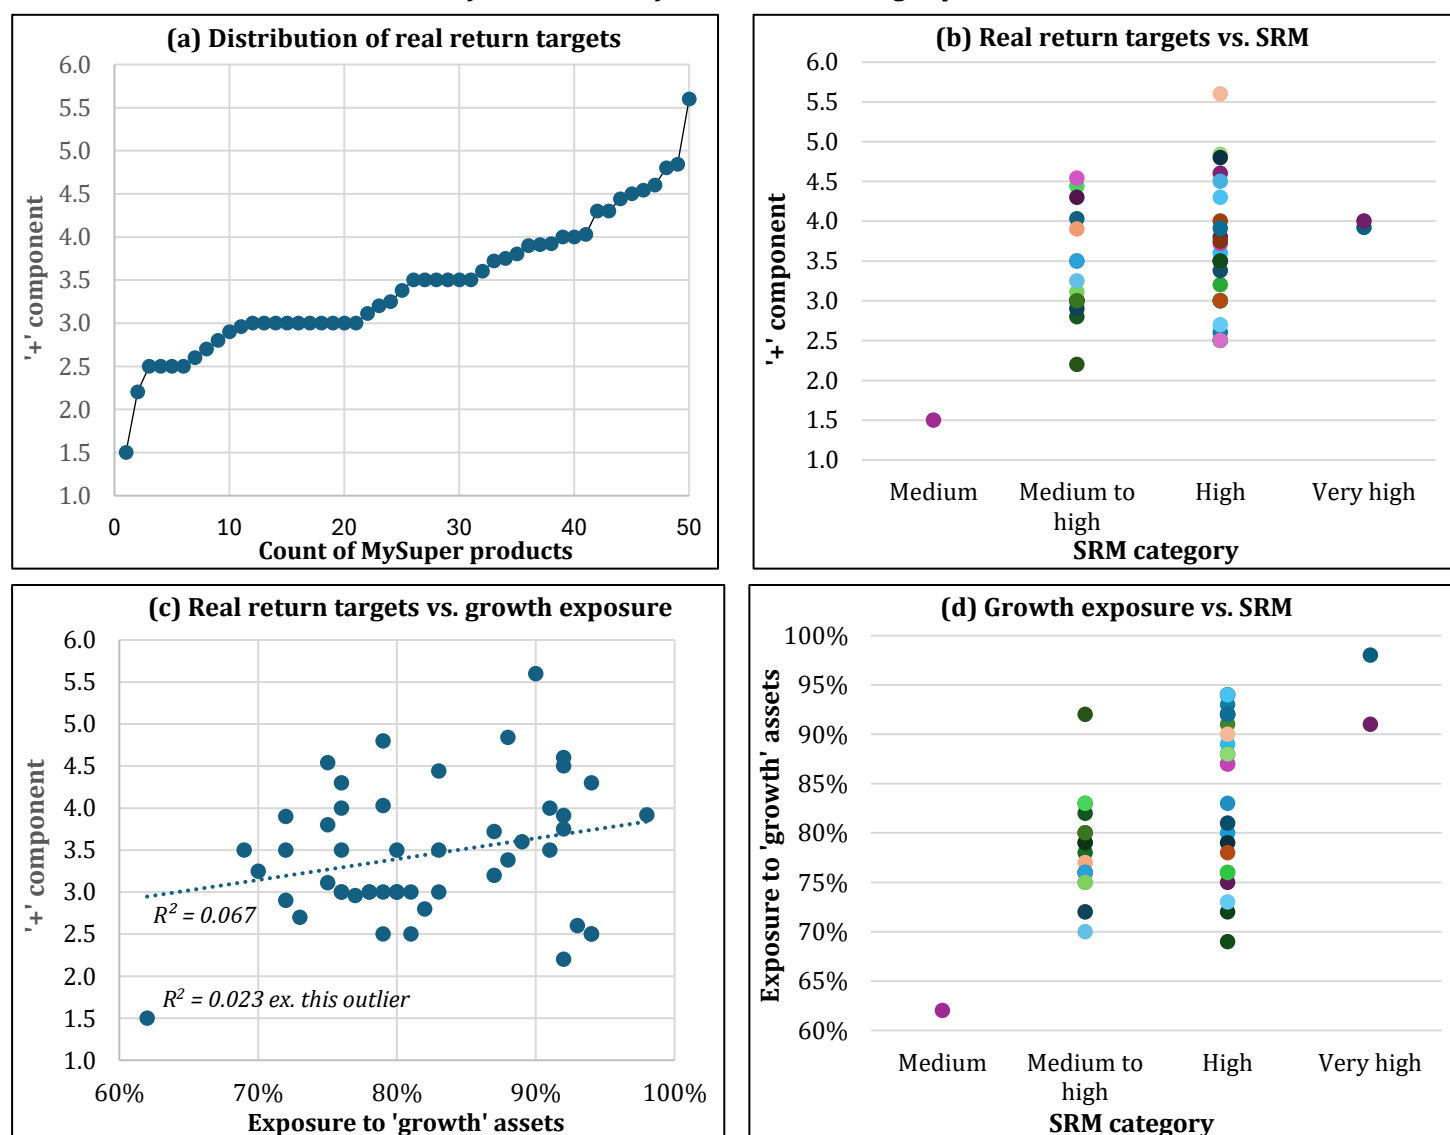 (a) Distribution of real return targets
6.0
5.5
5.0
4.5
4.0
3.5
3.0
2.5
2.0
1.5
1.0
'+' component
0 10 20 30 40 50
Count of MySuper products
(b) Real return targets vs. SRM
6.0
5.5
5.0
4.5
4.0
3.5
3.0
2.5
2.0
1.5
1.0
'+' component
Medium Medium to High Very high
high
SRM category
(c) Real return targets vs. growth exposure
6.0
5.5
5.0
4.5
4.0
3.5
3.0
2.5
2.0
1.5
1.0
'+' component
R² = 0.067
R² = 0.023 ex. this outlier
60% 70% 80% 90% 100%
Exposure to 'growth' assets
(d) Growth exposure vs. SRM
100%
95%
90%
85%
80%
75%
70%
65%
60%
Exposure to 'growth' assets
Medium Medium to High Very high
high
SRM category